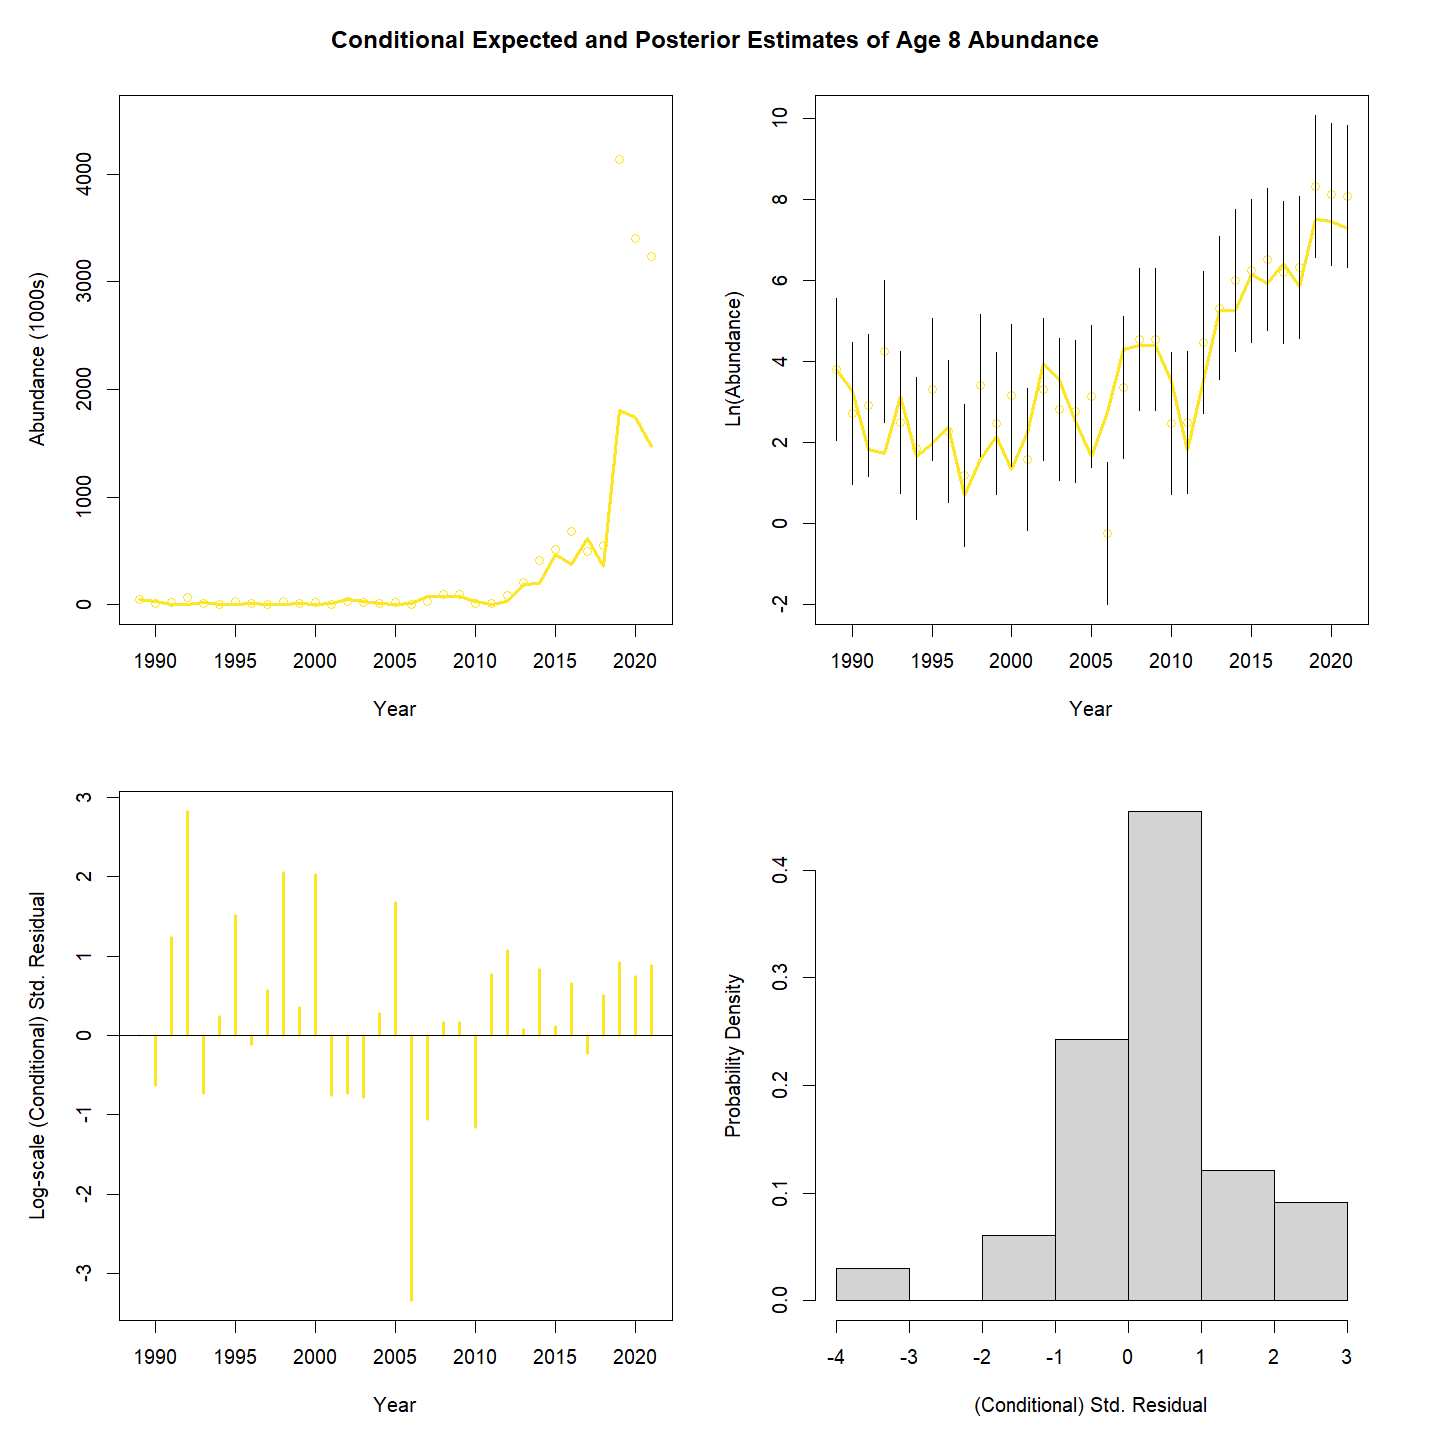 Conditional Expected and Posterior Estimates of Age 8 Abundance
Abundance (1000s)
4000
3000
2000
1000
0
1990 1995 2000 2005 2010 2015 2020
Year
Ln(Abundance)
10
8
6
4
2
0
-2
1990 1995 2000 2005 2010 2015 2020
Year
Log-scale (Conditional) Std. Residual
3
2
1
0
-1
-2
-3
1990 1995 2000 2005 2010 2015 2020
Year
Probability Density
0.4
0.3
0.2
0.1
0.0
-4 -3 -2 -1 0 1 2 3
(Conditional) Std. Residual